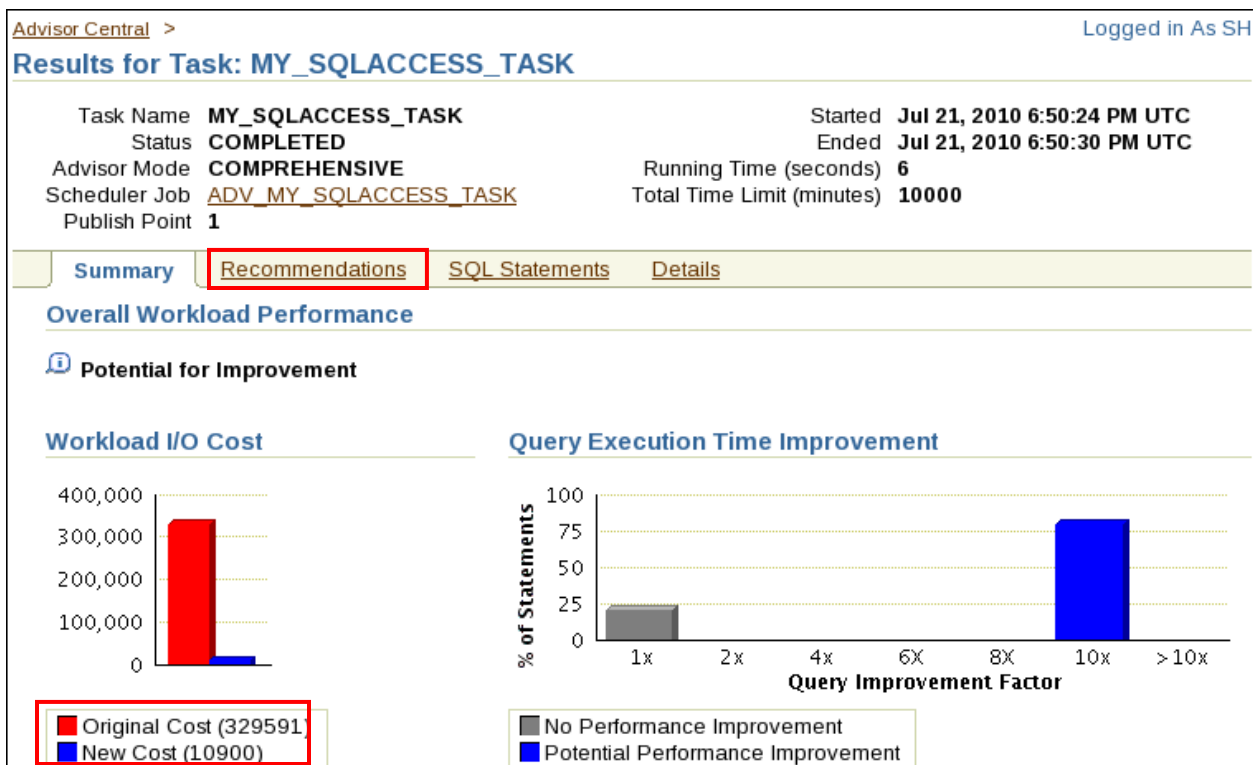 Advisor Central >
Logged in As SH
Results for Task: MY_SQLACCESS_TASK
Task Name MY_SQLACCESS_TASK
Status COMPLETED
Advisor Mode COMPREHENSIVE
Scheduler Job ADV_MY_SQLACCESS_TASK
Publish Point 1
Started Jul 21, 2010 6:50:24 PM UTC
Ended Jul 21, 2010 6:50:30 PM UTC
Running Time (seconds) 6
Total Time Limit (minutes) 10000
Summary Recommendations SQL Statements Details
Overall Workload Performance
Potential for Improvement
Workload I/O Cost
400,000
300,000
200,000
100,000
0
Original Cost (329591)
New Cost (10900)
Query Execution Time Improvement
% of Statements
100
75
50
25
0
1x 2x 4x 6X 8X 10x >10x
Query Improvement Factor
No Performance Improvement
Potential Performance Improvement